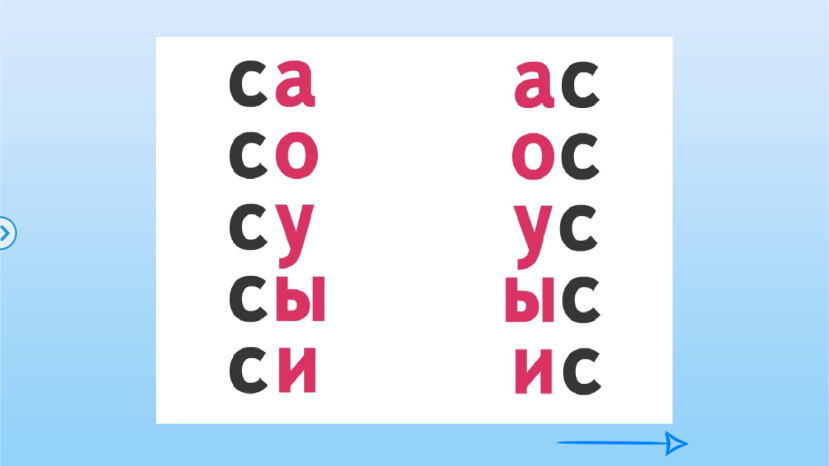 са ас
со ос
су ус
сы ыс
си ис